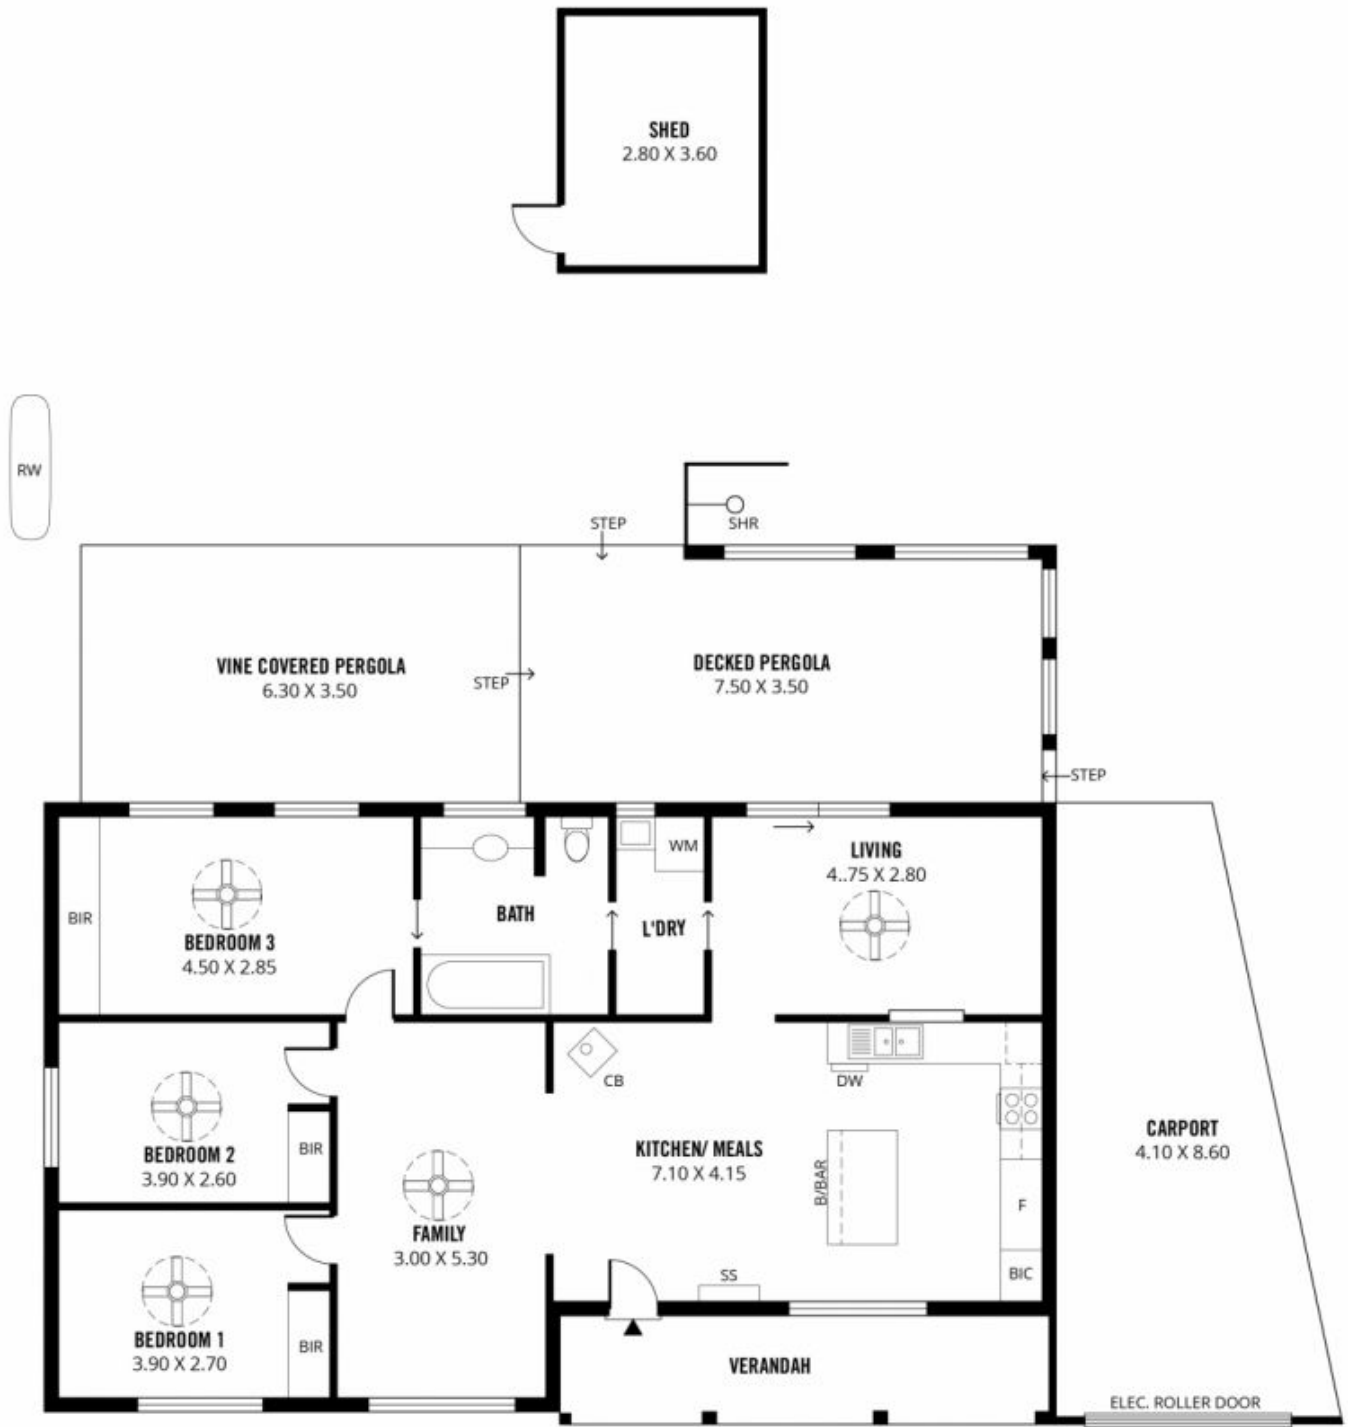 SHED
2.80 X 3.60
RW
STEP
SHR
VINE COVERED PERGOLA
6.30 X 3.50
STEP
DECKED PERGOLA
7.50 X 3.50
STEP
BIR
BEDROOM 3
4.50 X 2.85
BATH
WM
L'DRY
LIVING
4..75 X 2.80
BEDROOM 2
3.90 X 2.60
BIR
CB
DW
KITCHEN/ MEALS
7.10 X 4.15
B/BAR
F
BIC
SS
CARPORT
4.10 X 8.60
FAMILY
3.00 X 5.30
BEDROOM 1
3.90 X 2.70
BIR
VERANDAH
ELEC. ROLLER DOOR